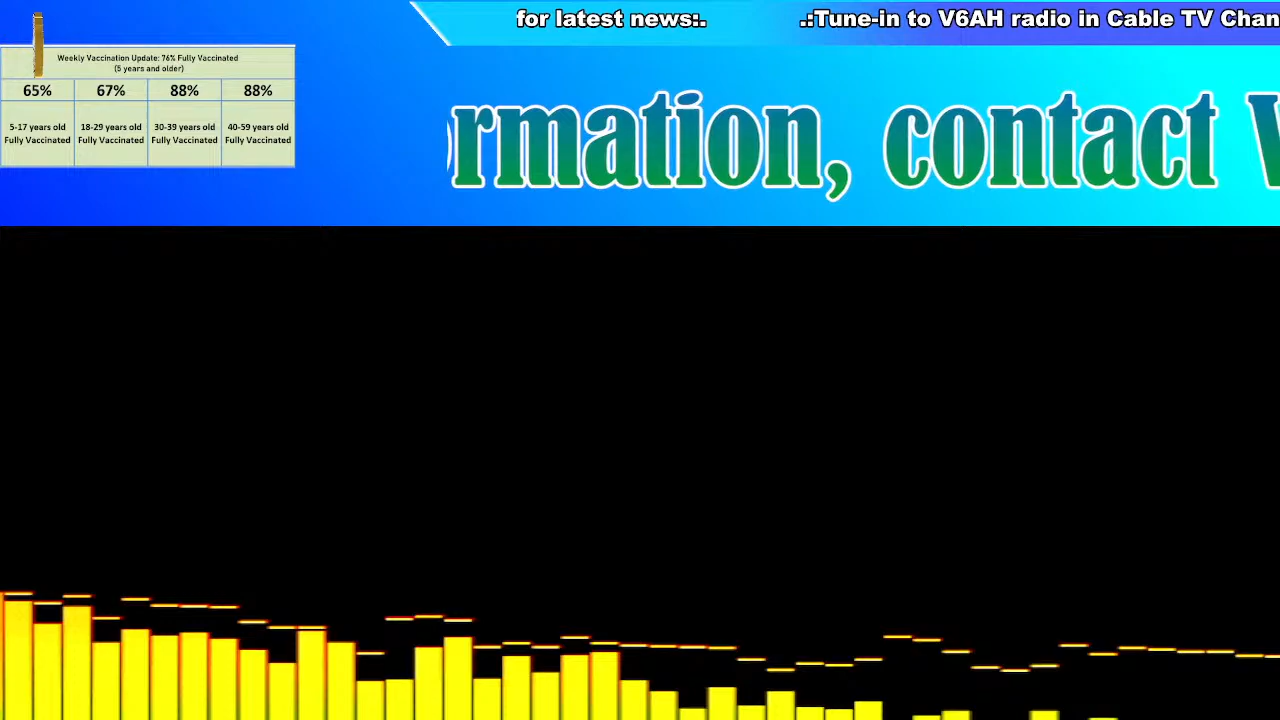 for latest news:. .:Tune-in to V6AH radio in Cable TV Chan
Weekly Vaccination Update: 76% Fully Vaccinated
(5 years and older)
65% 67% 88% 88%
5-17 years old 18-29 years old 30-39 years old 40-59 years old
Fully Vaccinated Fully Vaccinated Fully Vaccinated Fully Vaccinated
rmation, contact V